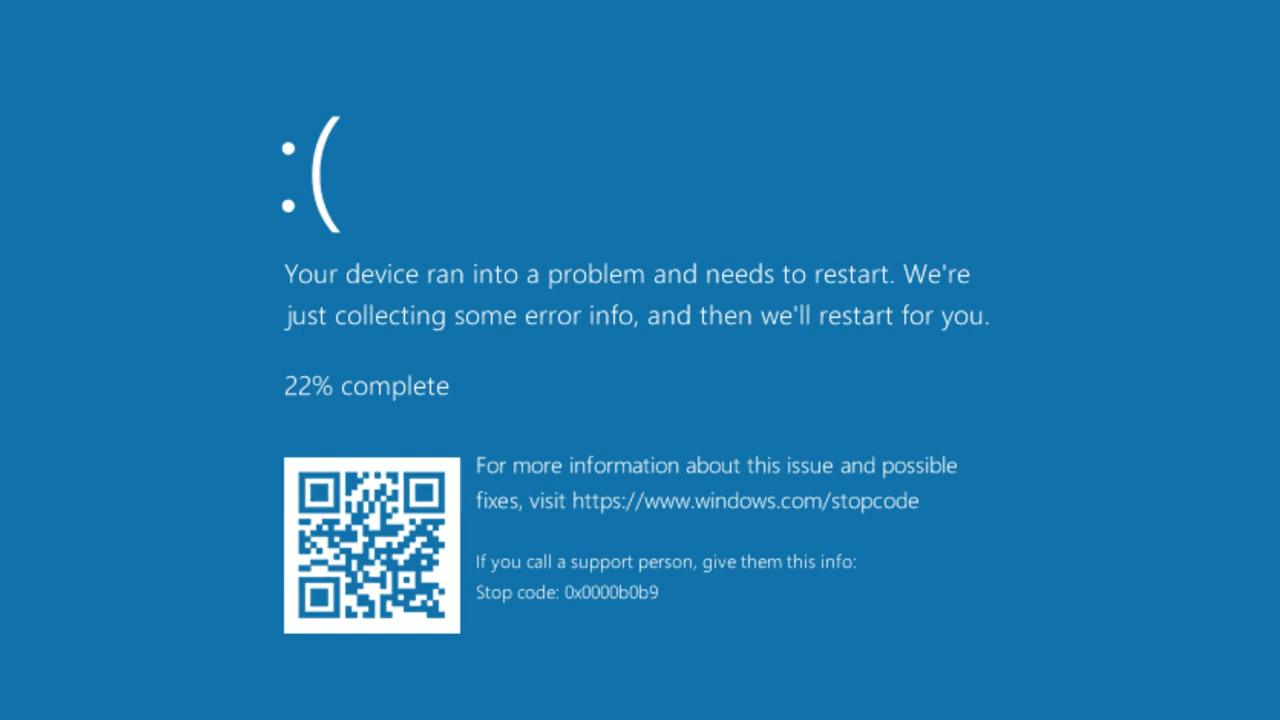 :(
Your device ran into a problem and needs to restart. We're
just collecting some error info, and then we'll restart for you.
22% complete
For more information about this issue and possible
fixes, visit https://www.windows.com/stopcode
If you call a support person, give them this info:
Stop code: 0x0000b0b9